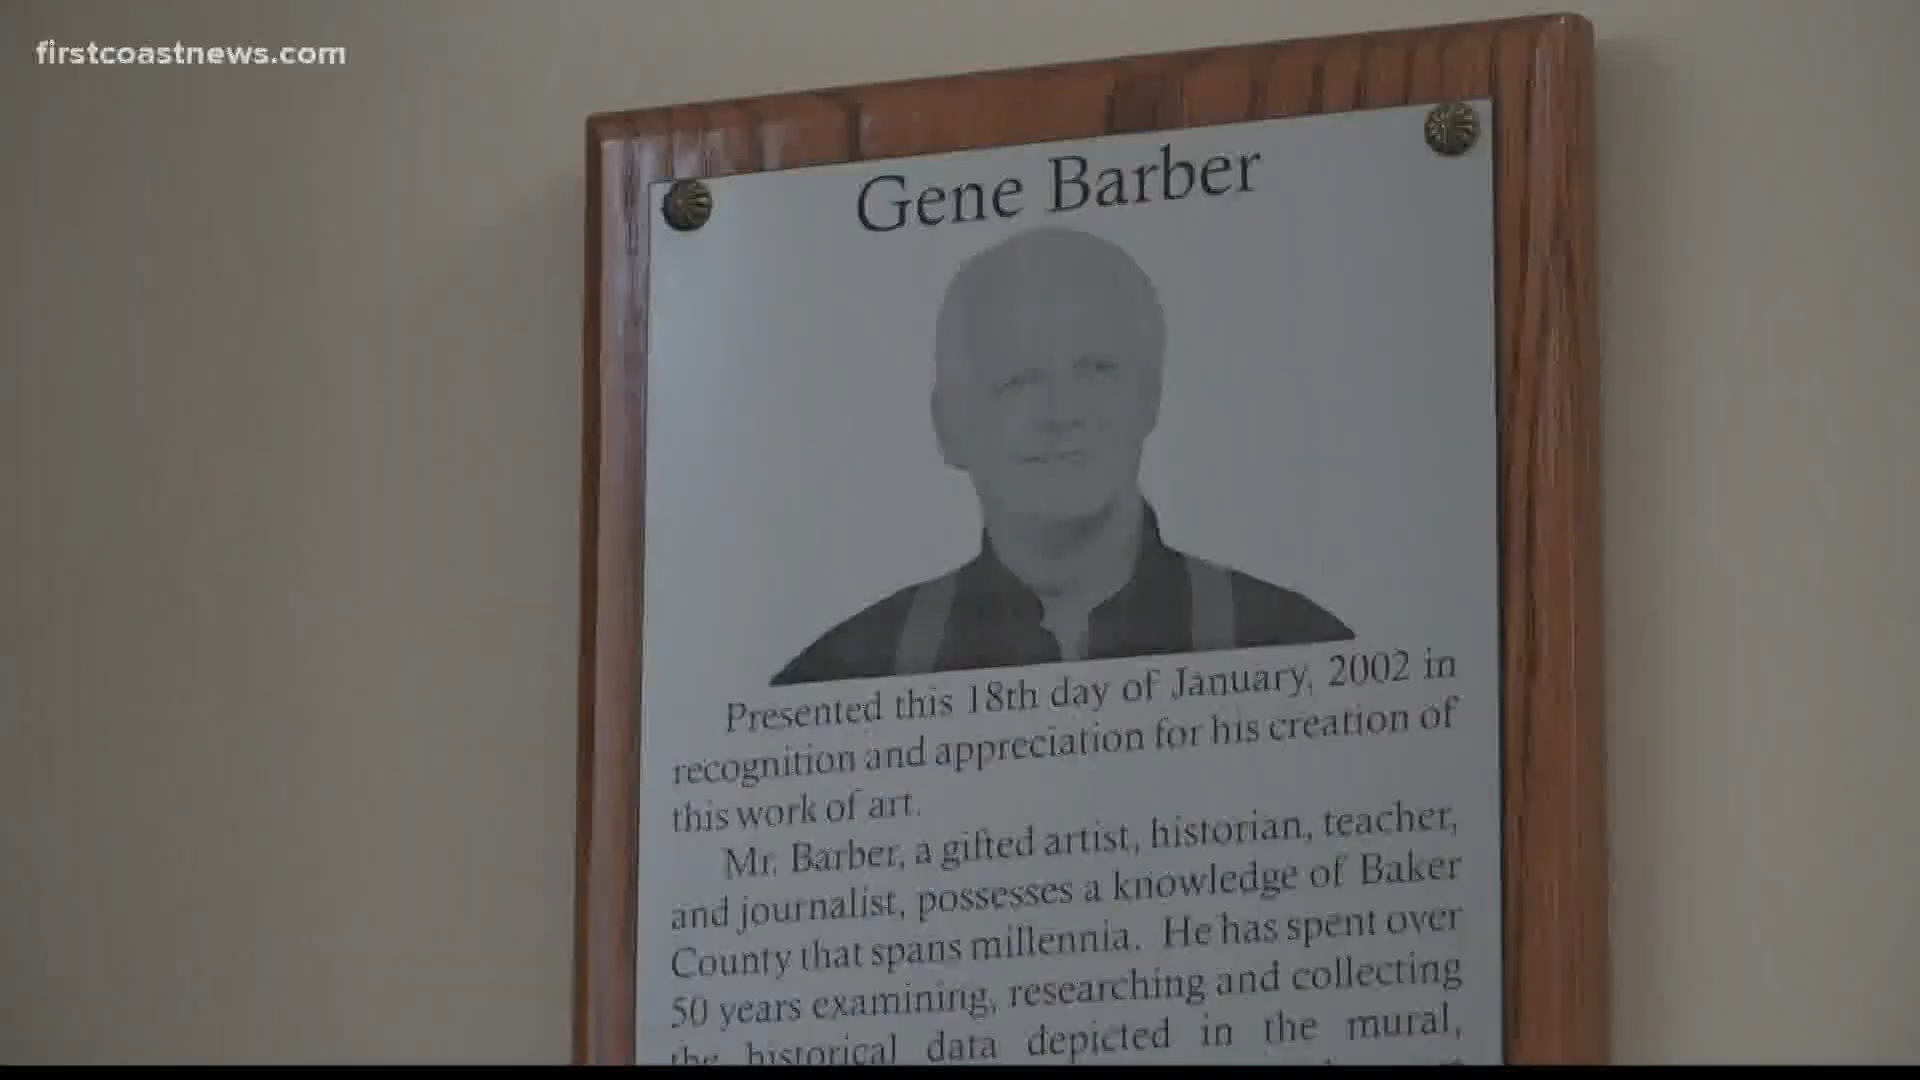 firstcoastnews.com
Gene Barber
Presented this 18th day of January, 2002 in
recognition and appreciation for his creation of
this work of art.
Mr. Barber, a gifted artist, historian, teacher,
and journalist, possesses a knowledge of Baker
County that spans millennia. He has spent over
50 years examining, researching and collecting
the historical data depicted in the mural,